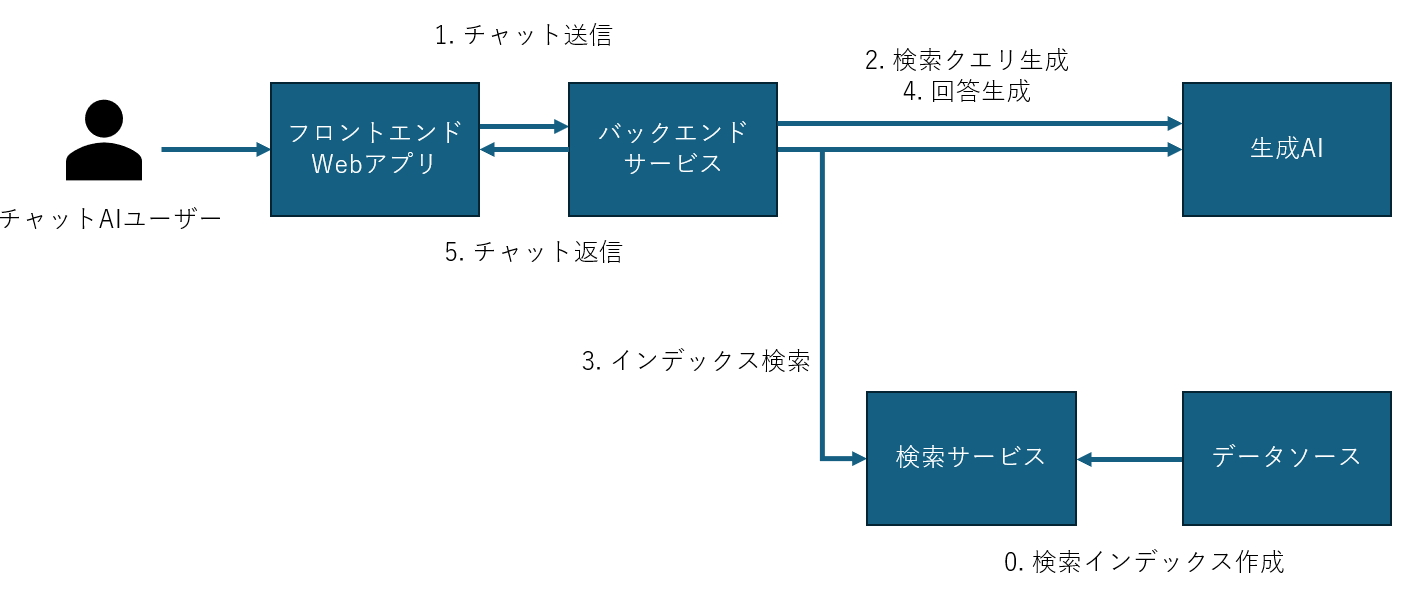 1. チャット送信
2. 検索クエリ生成
4. 回答生成
フロントエンド
Webアプリ
バックエンド
サービス
生成AI
チャットAIユーザー
5. チャット返信
3. インデックス検索
検索サービス
データソース
0. 検索インデックス作成